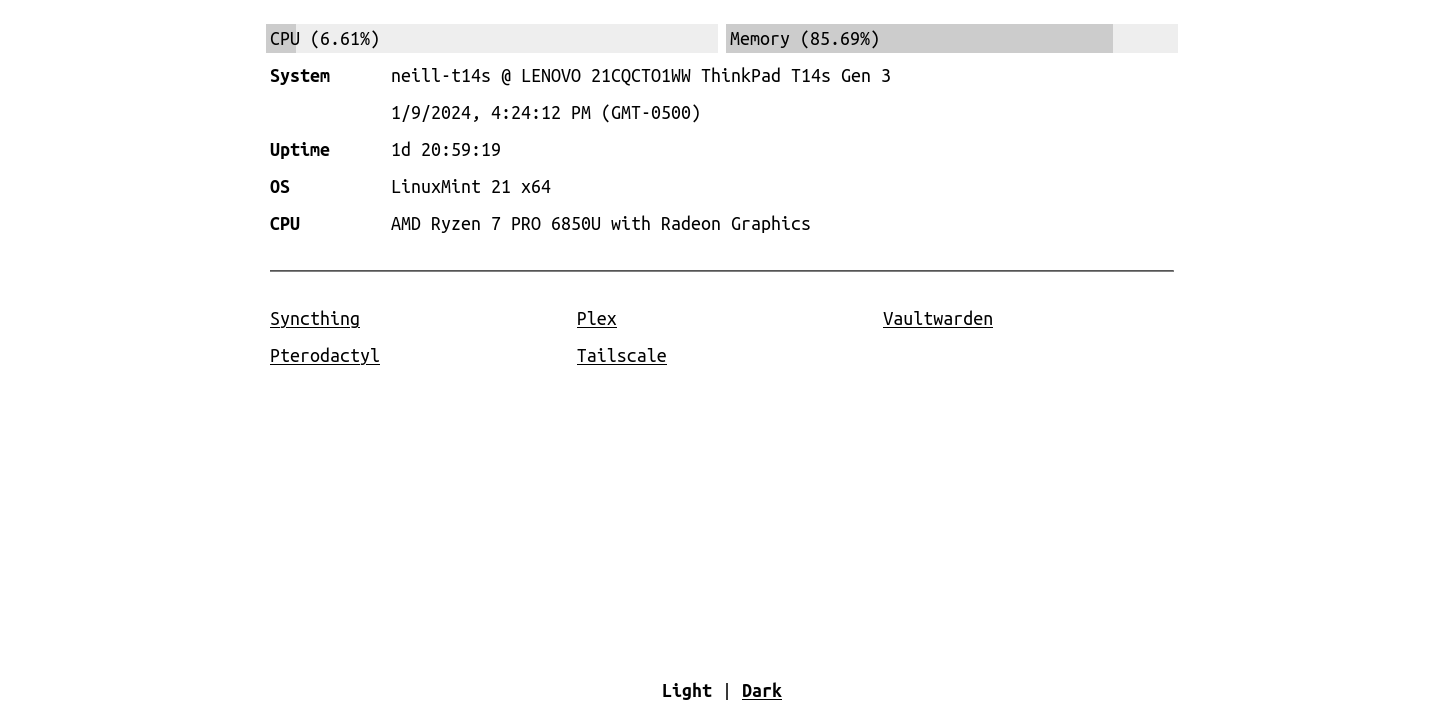 CPU (6.61%) Memory (85.69%)
System neill-t14s @ LENOVO 21CQCTO1WW ThinkPad T14s Gen 3
1/9/2024, 4:24:12 PM (GMT-0500)
Uptime 1d 20:59:19
OS LinuxMint 21 x64
CPU AMD Ryzen 7 PRO 6850U with Radeon Graphics
Syncthing Plex Vaultwarden
Pterodactyl Tailscale
Light | Dark